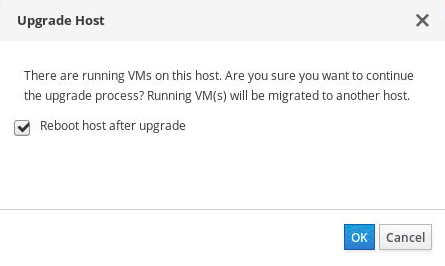 Upgrade Host
There are running VMs on this host. Are you sure you want to continue
the upgrade process? Running VM(s) will be migrated to another host.
Reboot host after upgrade
OK Cancel